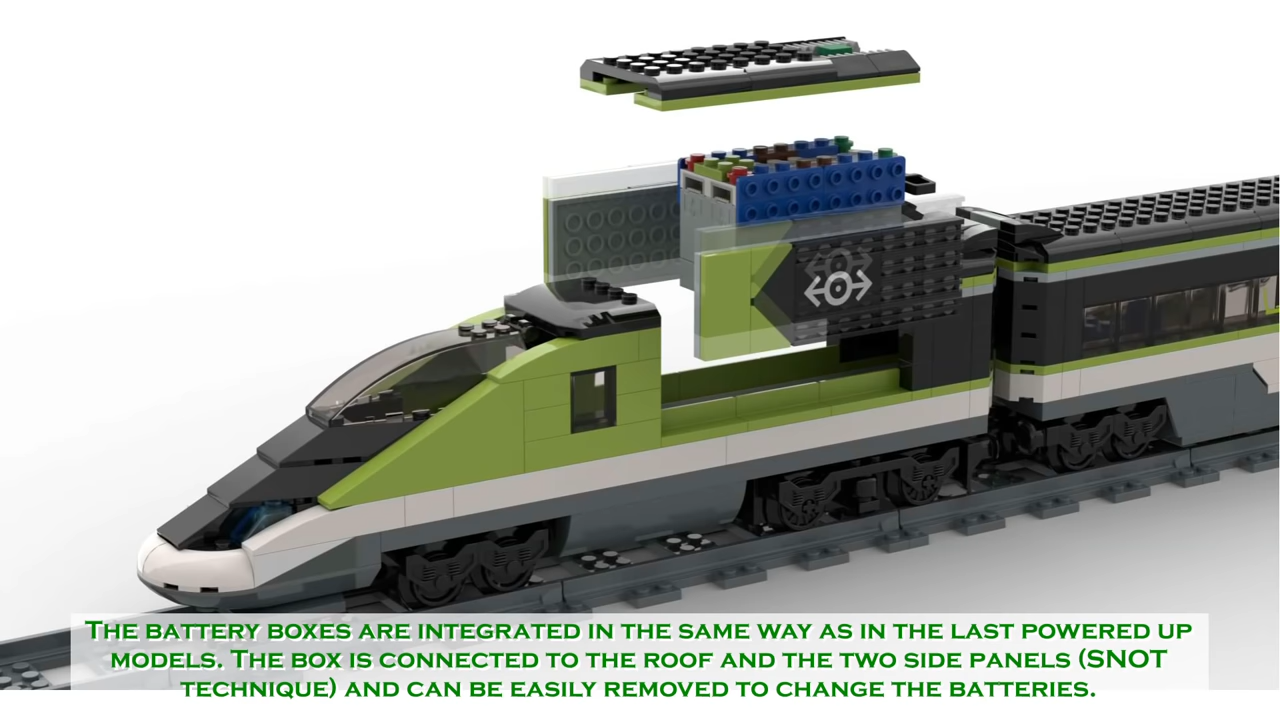 THE BATTERY BOXES ARE INTEGRATED IN THE SAME WAY AS IN THE LAST POWERED UP
MODELS. THE BOX IS CONNECTED TO THE ROOF AND THE TWO SIDE PANELS (SNOT
TECHNIQUE) AND CAN BE EASILY REMOVED TO CHANGE THE BATTERIES.